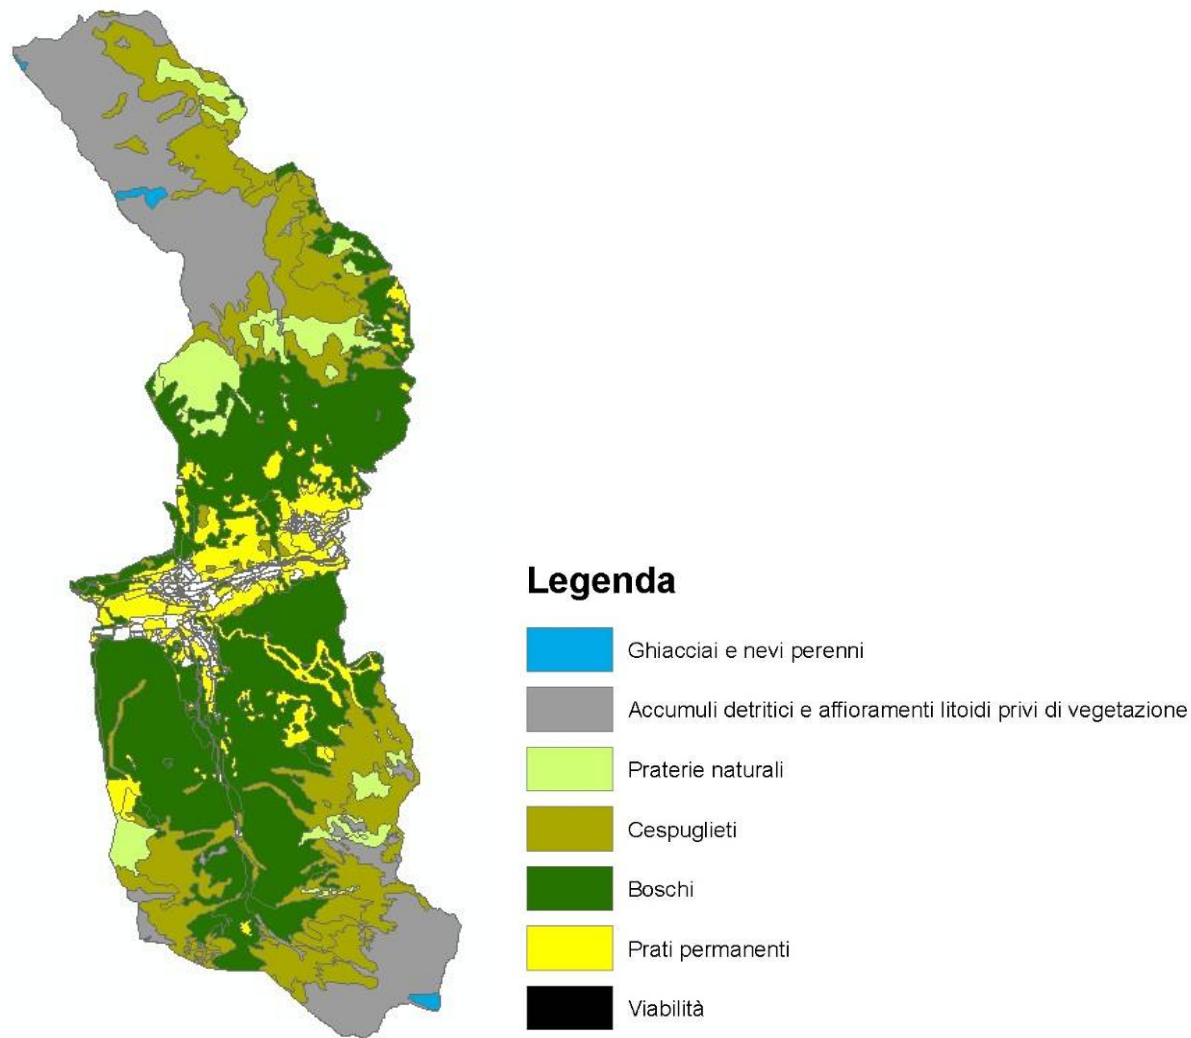 Legenda
Ghiacciai e nevi perenni
Accumuli detritici e affioramenti litoidi privi di vegetazione
Praterie naturali
Cespuglieti
Boschi
Prati permanenti
Viabilità